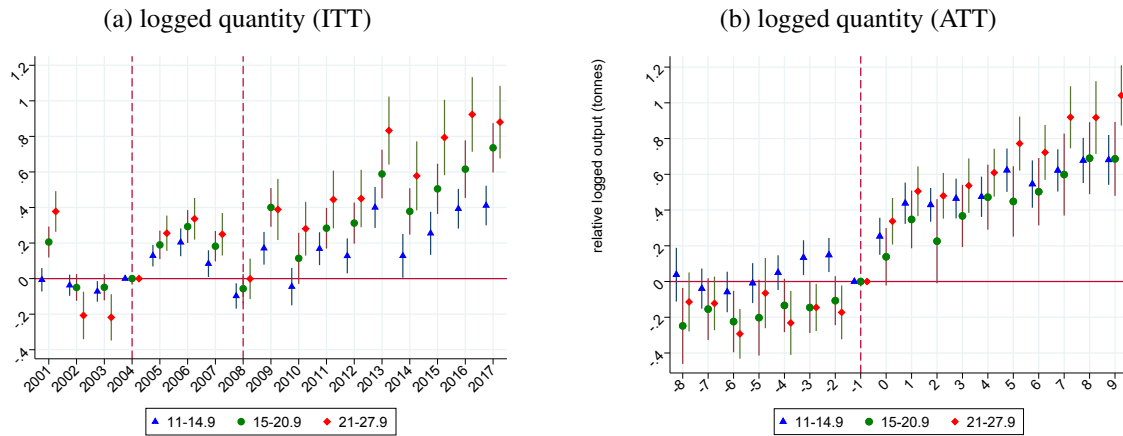 (a) logged quantity (ITT)
1.2
1
.8
.6
.4
.2
0
-.2
-.4
2001 2002 2003 2004 2005 2006 2007 2008 2009 2010 2011 2012 2013 2014 2015 2016 2017
11-14.9 15-20.9 21-27.9
(b) logged quantity (ATT)
relative logged output (tonnes)
1.2
1
.8
.6
.4
.2
0
-.2
-.4
-8 -7 -6 -5 -4 -3 -2 -1 0 1 2 3 4 5 6 7 8 9
11-14.9 15-20.9 21-27.9